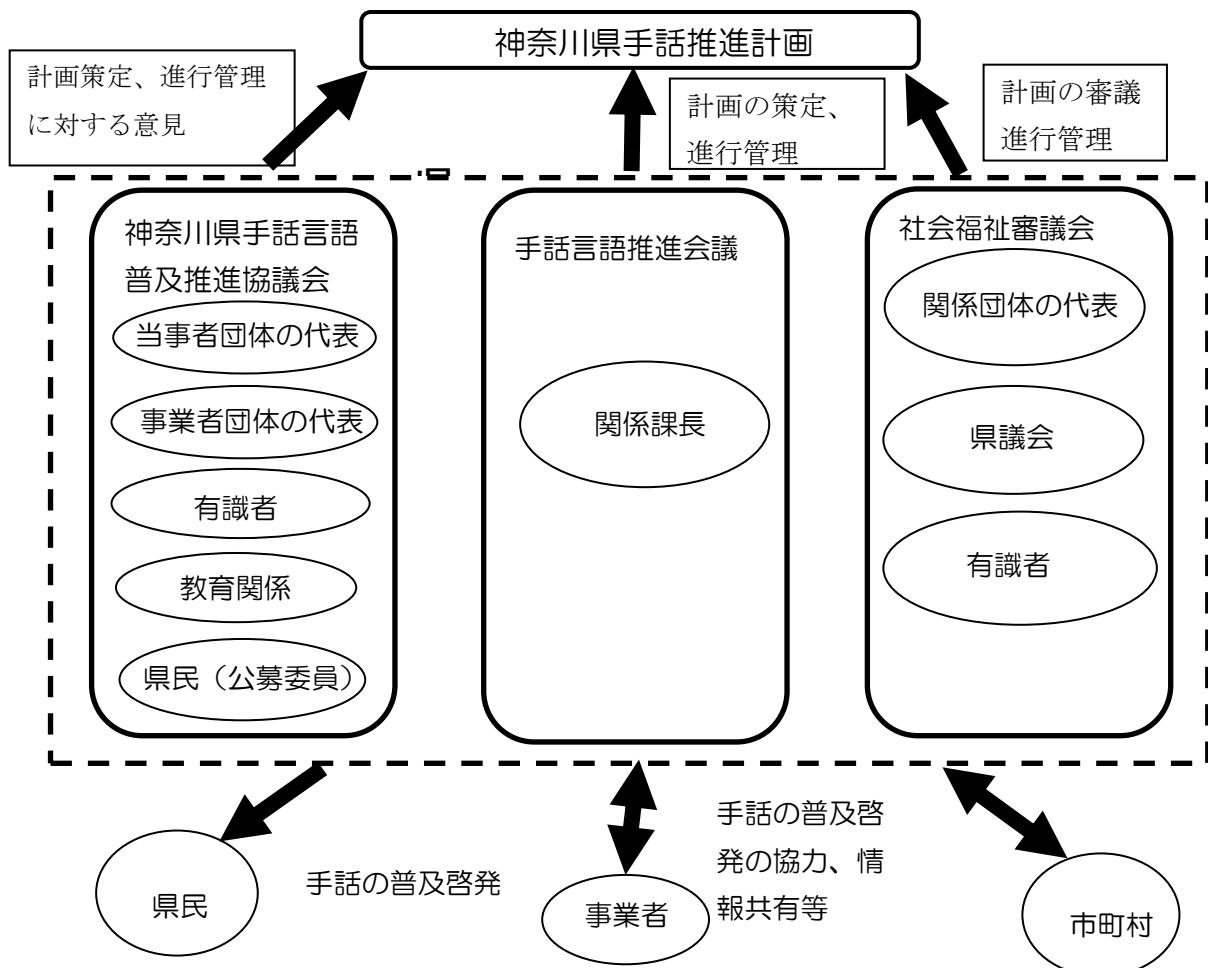 神奈川県手話推進計画
計画策定、進行管理
に対する意見
計画の策定、
進行管理
計画の審議
進行管理
神奈川県手話言語
普及推進協議会
当事者団体の代表
事業者団体の代表
有識者
教育関係
県民（公募委員）
手話言語推進会議
関係課長
社会福祉審議会
関係団体の代表
県議会
有識者
県民
手話の普及啓発
事業者
手話の普及啓
発の協力、情
報共有等
市町村